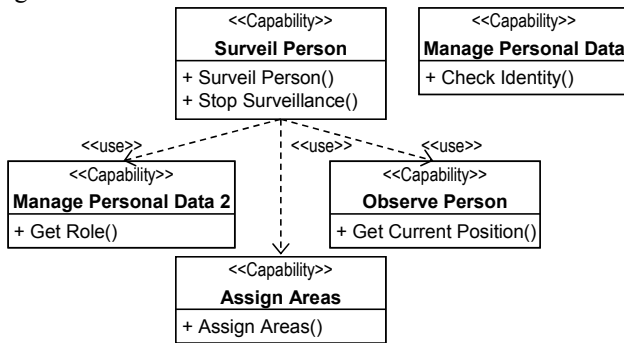 <<Capability>>
Surveil Person
+ Surveil Person()
+ Stop Surveillance()
<<Capability>>
Manage Personal Data
+ Check Identity()
<<use>>
<<use>>
<<use>>
<<Capability>>
Manage Personal Data 2
+ Get Role()
<<Capability>>
Observe Person
+ Get Current Position()
<<Capability>>
Assign Areas
+ Assign Areas()